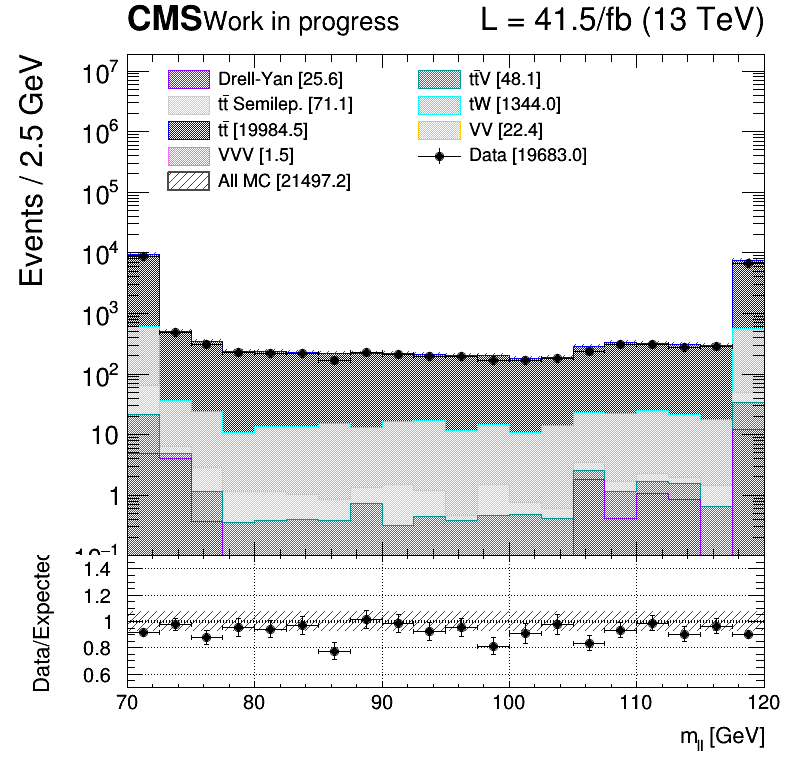 CMS Work in progress L = 41.5/fb (13 TeV)
Events / 2.5 GeV
10⁷
10⁶
10⁵
10⁴
10³
10²
10
1
10⁻¹
Drell-Yan [25.6]
tt̄ Semilep. [71.1]
tt̄ [19984.5]
VVV [1.5]
All MC [21497.2]
tt̄V [48.1]
tW [1344.0]
VV [22.4]
Data [19683.0]
Data/Expected
1.4
1.2
1
0.8
0.6
70 80 90 100 110 120
m_ll [GeV]